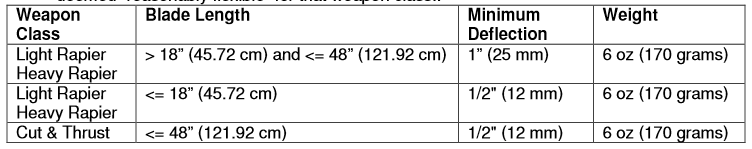 deemed "reasonably flexible" for that weapon class.
Weapon Class Blade Length Minimum Deflection Weight
Light Rapier Heavy Rapier > 18” (45.72 cm) and <= 48” (121.92 cm) 1” (25 mm) 6 oz (170 grams)
Light Rapier Heavy Rapier <= 18” (45.72 cm) 1/2" (12 mm) 6 oz (170 grams)
Cut & Thrust <= 48” (121.92 cm) 1/2" (12 mm) 6 oz (170 grams)